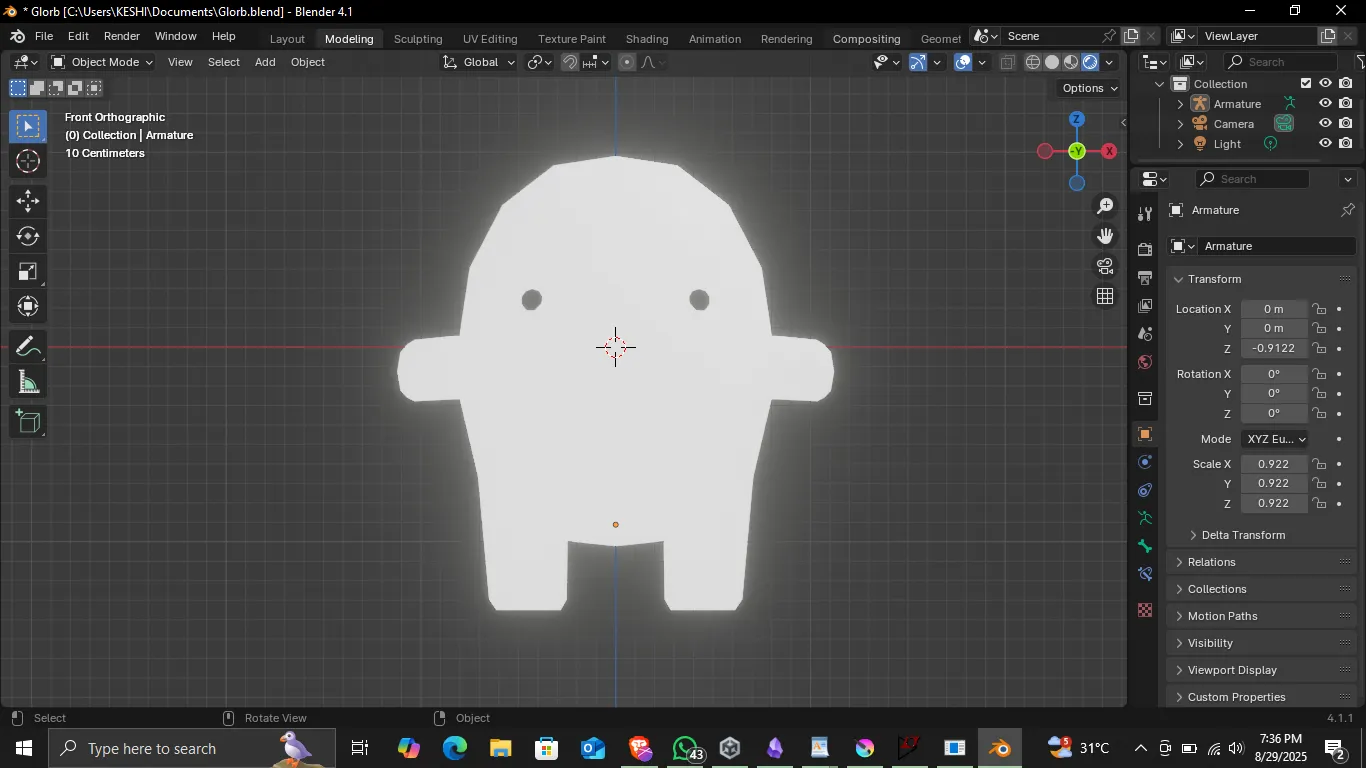 * Glorb [C:\Users\KESHI\Documents\Glorb.blend] - Blender 4.1
File Edit Render Window Help Layout Modeling Sculpting UV Editing Texture Paint Shading Animation Rendering Compositing Geomet Scene ViewLayer
Object Mode View Select Add Object Global Search
Options
Front Orthographic
(0) Collection | Armature
10 Centimeters
Z
-Y
X
Collection
Armature
Camera
Light
Search
Armature
Armature
Transform
Location X 0 m
Y 0 m
Z -0.9122
Rotation X 0°
Y 0°
Z 0°
Mode XYZ Eu...
Scale X 0.922
Y 0.922
Z 0.922
Delta Transform
Relations
Collections
Motion Paths
Visibility
Viewport Display
Custom Properties
Select Rotate View Object 4.1.1
Type here to search 43 5 31°C 7:36 PM
8/29/2025 2